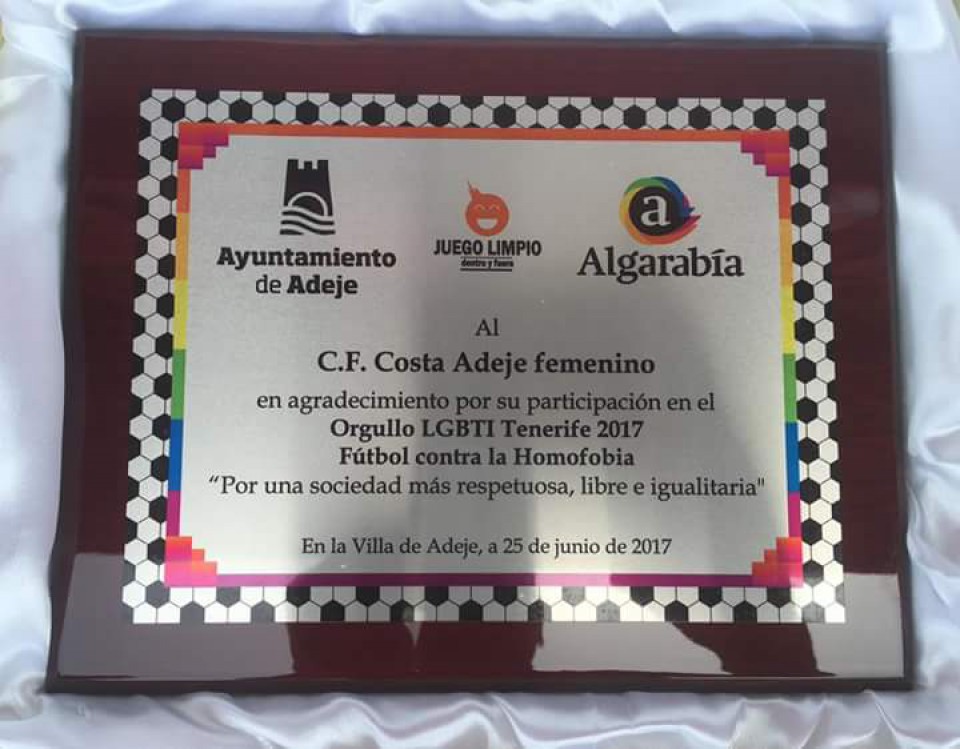 Ayuntamiento
de Adeje
JUEGO LIMPIO
dentro y fuera
a
Algarabía
Al
C.F. Costa Adeje femenino
en agradecimiento por su participación en el
Orgullo LGBTI Tenerife 2017
Fútbol contra la Homofobia
“Por una sociedad más respetuosa, libre e igualitaria"
En la Villa de Adeje, a 25 de junio de 2017